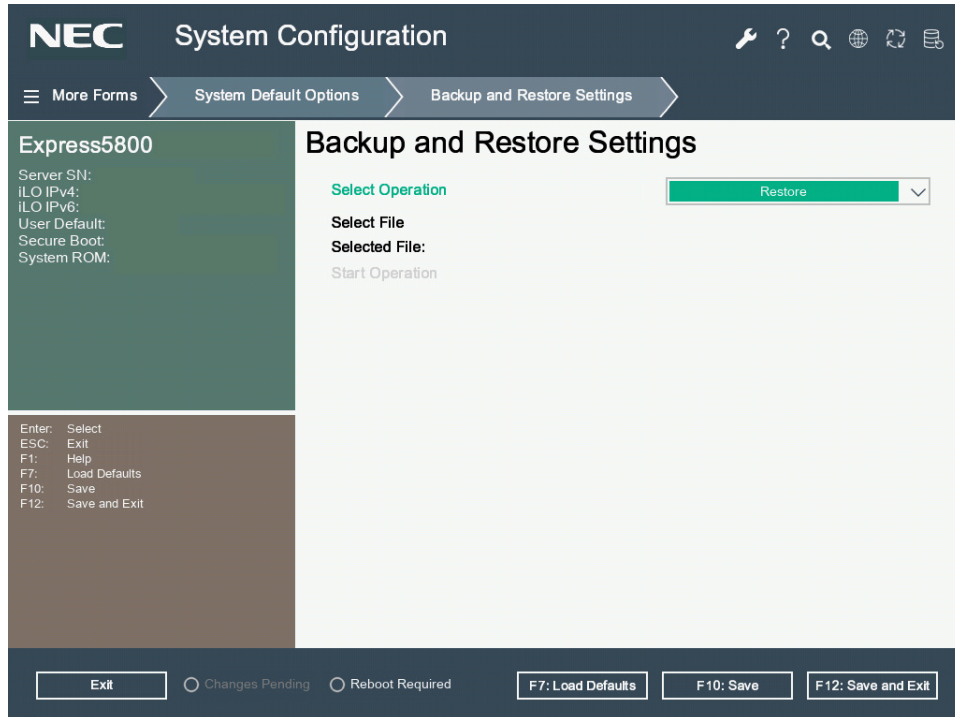 NEC System Configuration
?
More Forms System Default Options Backup and Restore Settings
Express5800
Server SN:
iLO IPv4:
iLO IPv6:
User Default:
Secure Boot:
System ROM:
Enter: Select
ESC: Exit
F1: Help
F7: Load Defaults
F10: Save
F12: Save and Exit
Backup and Restore Settings
Select Operation Restore
Select File
Selected File:
Start Operation
Exit Changes Pending Reboot Required F7: Load Defaults F10: Save F12: Save and Exit